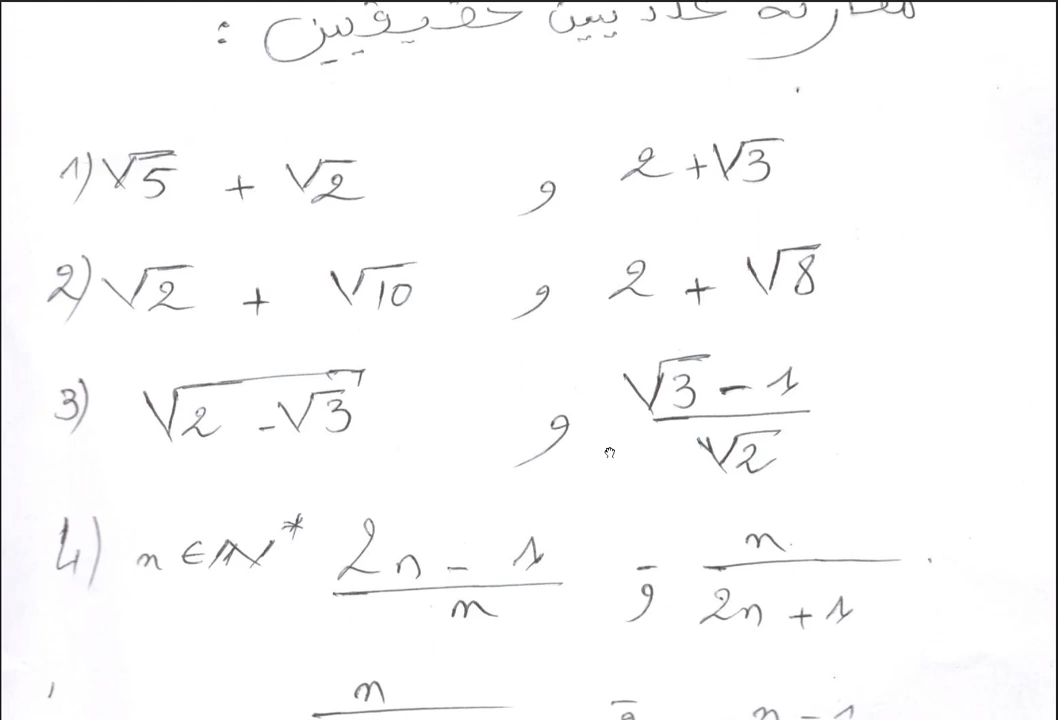 مقارنة عددين حقيقيين :
1) √5 + √2 و 2 + √3
2) √2 + √10 و 2 + √8
3) √(2 - √3) و (√3 - 1)/√2
4) n ∈ ℕ* (2n - 1)/n و n/(2n + 1)
n و n - 1